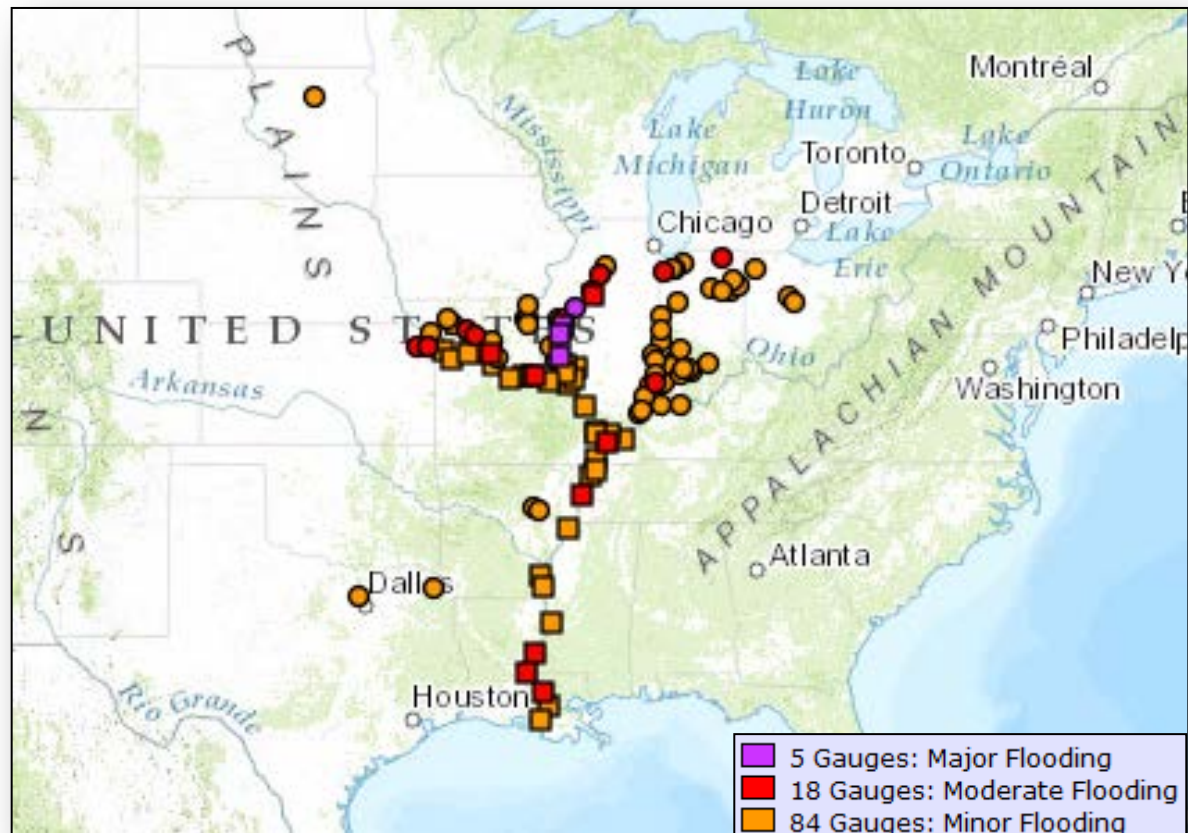 PLAINS
Mississippi
Lake
Huron
Montréal
Lake
Michigan
Toronto
Lake
Ontario
Chicago
Detroit
Lake
Erie
New Yo
UNITED STATES
Ohio
Philadelp
Arkansas
Washington
APPALACHIAN MOUNTAIN
Atlanta
Dallas
Rio Grande
Houston
5 Gauges: Major Flooding
18 Gauges: Moderate Flooding
84 Gauges: Minor Flooding